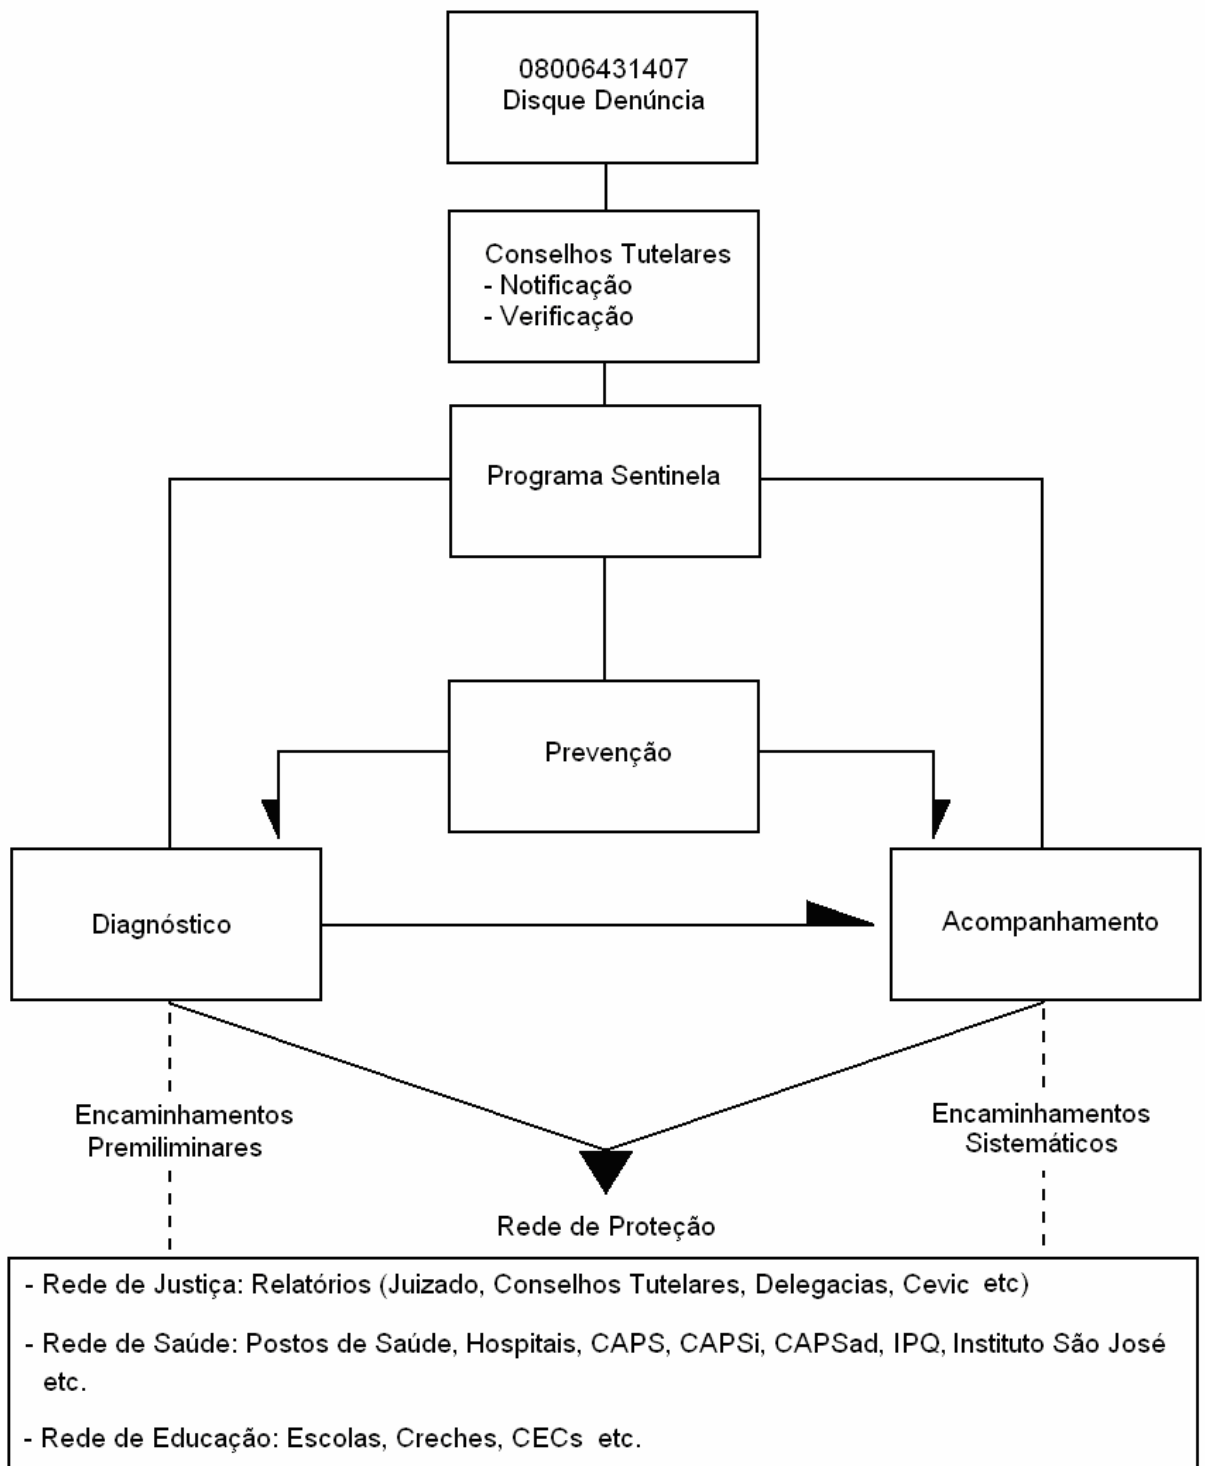 08006431407
Disque Denúncia
Conselhos Tutelares
- Notificação
- Verificação
Programa Sentinela
Prevenção
Diagnóstico
Acompanhamento
Encaminhamentos
Premiliminares
Encaminhamentos
Sistemáticos
Rede de Proteção
- Rede de Justiça: Relatórios (Juizado, Conselhos Tutelares, Delegacias, Cevic etc)
- Rede de Saúde: Postos de Saúde, Hospitais, CAPS, CAPSi, CAPSad, IPQ, Instituto São José
etc.
- Rede de Educação: Escolas, Creches, CECs etc.